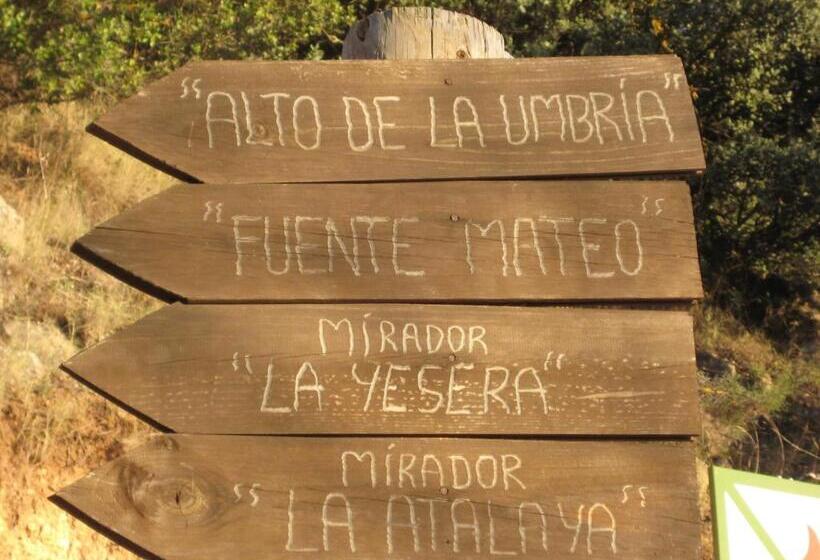 "ALTO DE LA UMBRÍA"
"FUENTE MATEO"
MÍRADOR
"LA YESERA"
MÍRADOR
"LA ATALAYA"